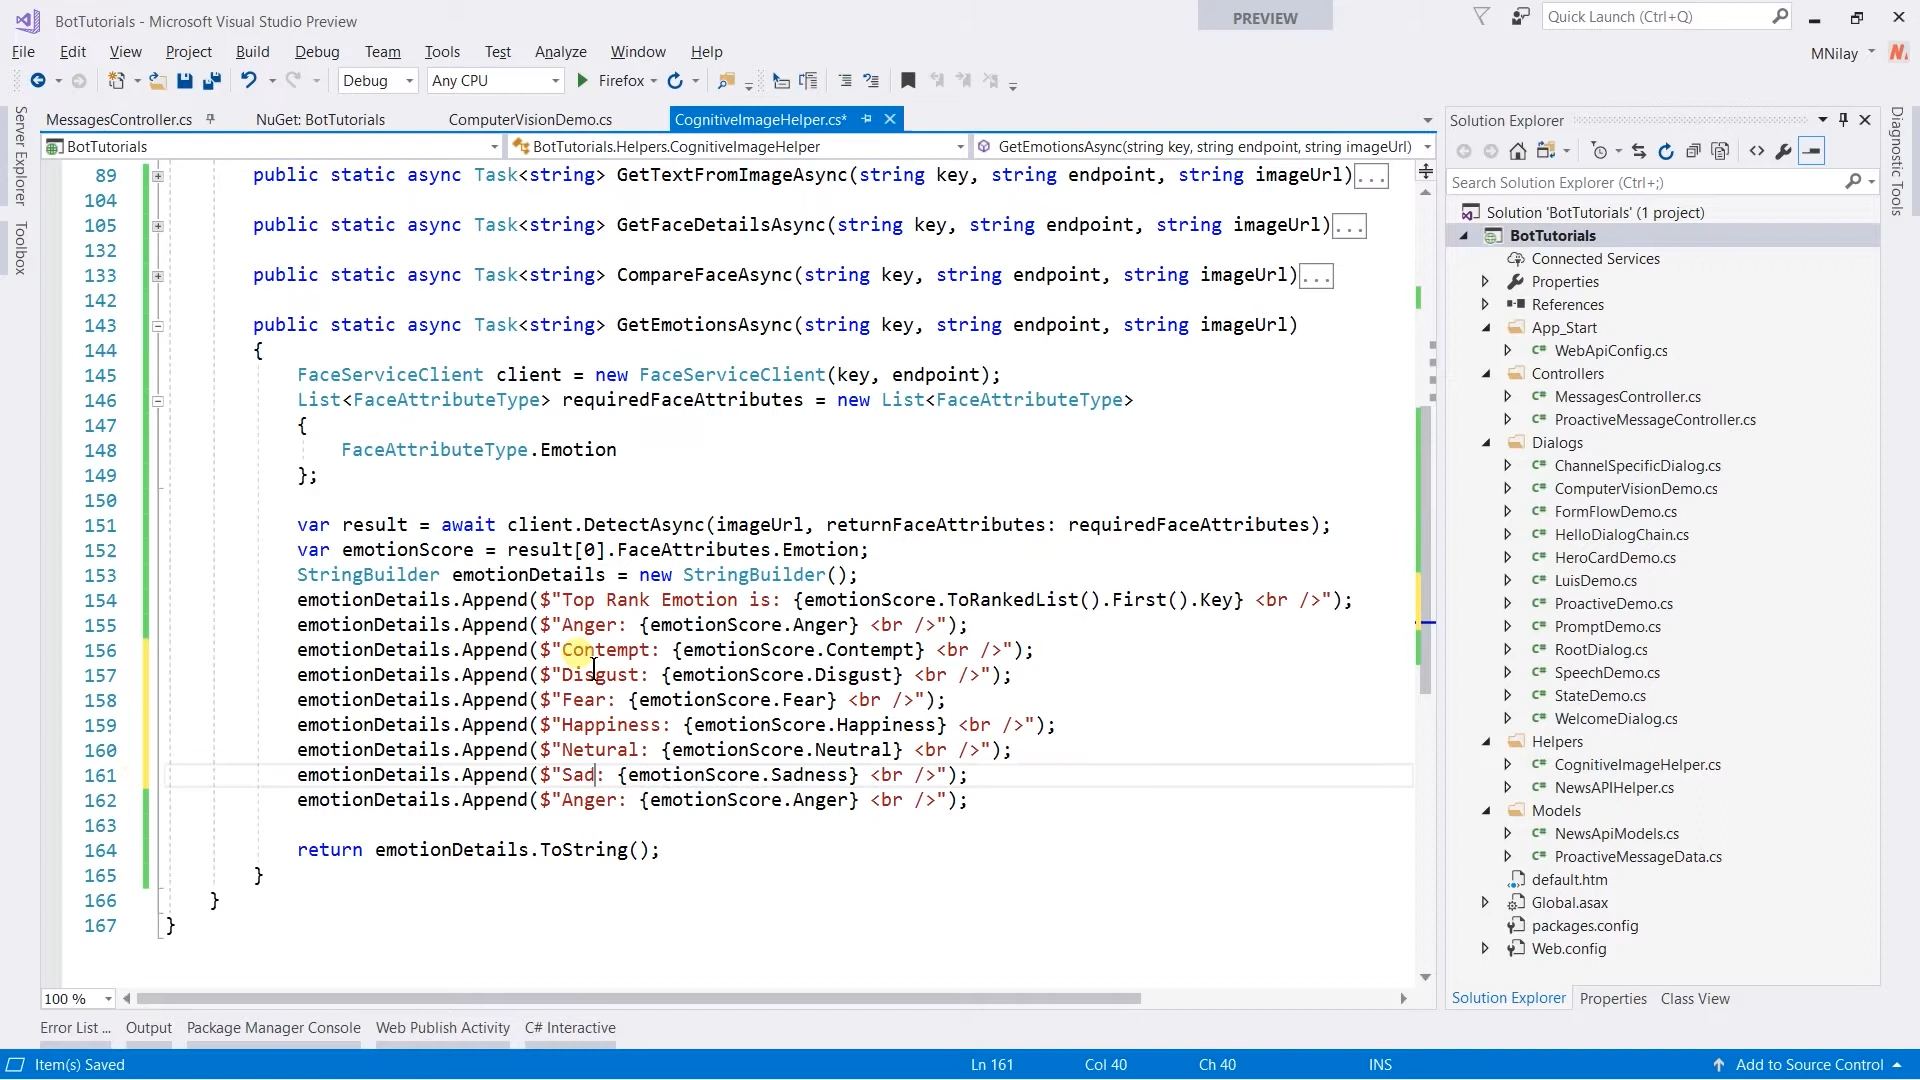 BotTutorials - Microsoft Visual Studio Preview
PREVIEW
Quick Launch (Ctrl+Q)
File Edit View Project Build Debug Team Tools Test Analyze Window Help
MNilay
Debug Any CPU Firefox
Server Explorer
Toolbox
MessagesController.cs NuGet: BotTutorials ComputerVisionDemo.cs CognitiveImageHelper.cs*
BotTutorials BotTutorials.Helpers.CognitiveImageHelper GetEmotionsAsync(string key, string endpoint, string imageUrl)
89 public static async Task<string> GetTextFromImageAsync(string key, string endpoint, string imageUrl)...
104
105 public static async Task<string> GetFaceDetailsAsync(string key, string endpoint, string imageUrl)...
132
133 public static async Task<string> CompareFaceAsync(string key, string endpoint, string imageUrl)...
142
143 public static async Task<string> GetEmotionsAsync(string key, string endpoint, string imageUrl)
144 {
145 FaceServiceClient client = new FaceServiceClient(key, endpoint);
146 List<FaceAttributeType> requiredFaceAttributes = new List<FaceAttributeType>
147 {
148 FaceAttributeType.Emotion
149 };
150
151 var result = await client.DetectAsync(imageUrl, returnFaceAttributes: requiredFaceAttributes);
152 var emotionScore = result[0].FaceAttributes.Emotion;
153 StringBuilder emotionDetails = new StringBuilder();
154 emotionDetails.Append($"Top Rank Emotion is: {emotionScore.ToRankedList().First().Key} <br />");
155 emotionDetails.Append($"Anger: {emotionScore.Anger} <br />");
156 emotionDetails.Append($"Contempt: {emotionScore.Contempt} <br />");
157 emotionDetails.Append($"Disgust: {emotionScore.Disgust} <br />");
158 emotionDetails.Append($"Fear: {emotionScore.Fear} <br />");
159 emotionDetails.Append($"Happiness: {emotionScore.Happiness} <br />");
160 emotionDetails.Append($"Netural: {emotionScore.Neutral} <br />");
161 emotionDetails.Append($"Sad: {emotionScore.Sadness} <br />");
162 emotionDetails.Append($"Anger: {emotionScore.Anger} <br />");
163
164 return emotionDetails.ToString();
165 }
166 }
167 }
100 %
Error List ... Output Package Manager Console Web Publish Activity C# Interactive
Item(s) Saved Ln 161 Col 40 Ch 40 INS Add to Source Control
Solution Explorer
Search Solution Explorer (Ctrl+;)
Solution 'BotTutorials' (1 project)
BotTutorials
Connected Services
Properties
References
App_Start
C# WebApiConfig.cs
Controllers
C# MessagesController.cs
C# ProactiveMessageController.cs
Dialogs
C# ChannelSpecificDialog.cs
C# ComputerVisionDemo.cs
C# FormFlowDemo.cs
C# HelloDialogChain.cs
C# HeroCardDemo.cs
C# LuisDemo.cs
C# ProactiveDemo.cs
C# PromptDemo.cs
C# RootDialog.cs
C# SpeechDemo.cs
C# StateDemo.cs
C# WelcomeDialog.cs
Helpers
C# CognitiveImageHelper.cs
C# NewsAPIHelper.cs
Models
C# NewsApiModels.cs
C# ProactiveMessageData.cs
default.htm
Global.asax
packages.config
Web.config
Solution Explorer Properties Class View
Diagnostic Tools